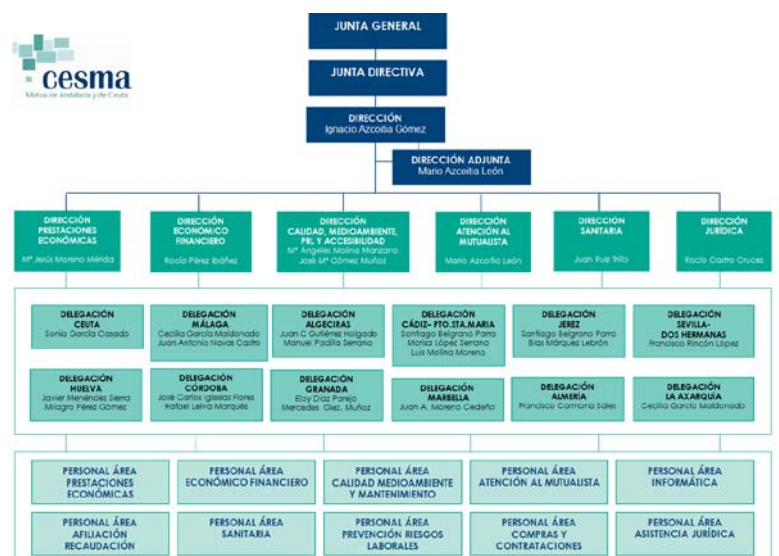 cesma
Mutua de Andalucía y de Ceuta
JUNTA GENERAL
JUNTA DIRECTIVA
DIRECCIÓN
Ignacio Azcoitia Gómez
DIRECCIÓN ADJUNTA
Mario Azcoitia León
DIRECCIÓN
PRESTACIONES
ECONÓMICAS
Mª Jesús Moreno Mérida
DIRECCIÓN
ECONÓMICO
FINANCIERO
Rocío Pérez Ibáñez
DIRECCIÓN
CALIDAD, MEDIOAMBIENTE,
PRL Y ACCESIBILIDAD
Mª Ángeles Molina Manzano
José Mª Gómez Muñoz
DIRECCIÓN
ATENCIÓN AL
MUTUALISTA
Mario Azcoitia León
DIRECCIÓN
SANITARIA
Juan Ruiz Trillo
DIRECCIÓN
JURÍDICA
Rocío Castro Cruces
DELEGACIÓN
CEUTA
Sonia García Casado
DELEGACIÓN
MÁLAGA
Cecilia García Maldonado
Juan Antonio Navas Castro
DELEGACIÓN
ALGECIRAS
Juan C Gutiérrez Holgado
Manuel Padilla Serrano
DELEGACIÓN
CÁDIZ- PTO.STA.MARIA
Santiago Belgrano Parra
Marisa López Serrano
Luis Molina Moreno
DELEGACIÓN
JEREZ
Santiago Belgrano Parra
Blas Márquez Lebrón
DELEGACIÓN
SEVILLA-
DOS HERMANAS
Francisco Rincón López
DELEGACIÓN
HUELVA
Javier Menéndez Sierra
Milagro Pérez Gómez
DELEGACIÓN
CÓRDOBA
José Carlos Iglesias Flores
Rafael Leiva Marqués
DELEGACIÓN
GRANADA
Eloy Díaz Parejo
Mercedes Glez. Muñoz
DELEGACIÓN
MARBELLA
Juan A. Moreno Cedeño
DELEGACIÓN
ALMERÍA
Francisco Carmona Sales
DELEGACIÓN
LA AXARQUÍA
Cecilia García Maldonado
PERSONAL ÁREA
PRESTACIONES
ECONÓMICAS
PERSONAL ÁREA
ECONÓMICO FINANCIERO
PERSONAL ÁREA
CALIDAD MEDIOAMBIENTE
Y MANTENIMIENTO
PERSONAL ÁREA
ATENCIÓN AL MUTUALISTA
PERSONAL ÁREA
INFORMÁTICA
PERSONAL ÁREA
AFILIACIÓN
RECAUDACIÓN
PERSONAL ÁREA
SANITARIA
PERSONAL ÁREA
PREVENCIÓN RIESGOS
LABORALES
PERSONAL ÁREA
COMPRAS Y
CONTRATACIONES
PERSONAL ÁREA
ASISTENCIA JURÍDICA